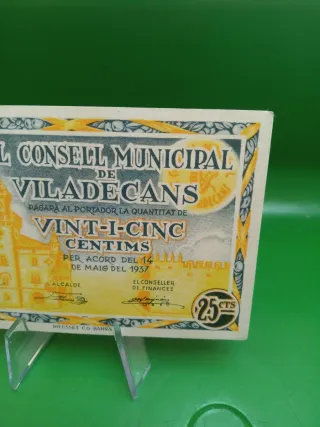 L CONSELL MUNICIPAL
DE
VILADECANS
PAGARÀ AL PORTADOR LA QUANTITAT DE
VINT-I-CINC
CÈNTIMS
PER ACORD DEL 14
DE MAIG DEL 1937
ALCALDE
EL CONSELLER
DE FINANCES
25 CTS